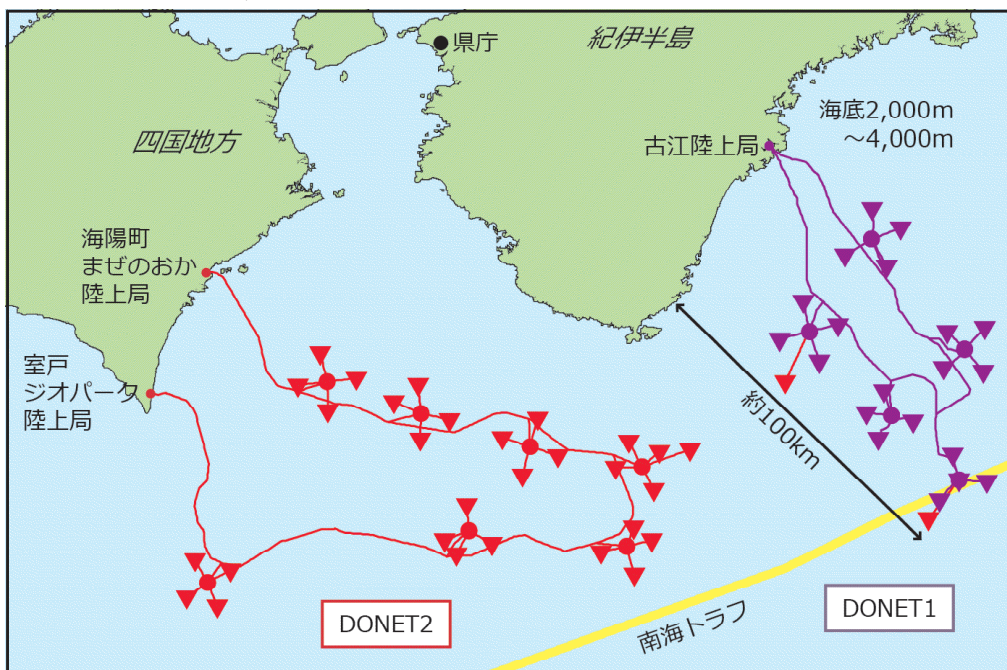 県庁
紀伊半島
海底2,000m
～4,000m
四国地方
古江陸上局
海陽町
まぜのおか
陸上局
室戸
ジオパーク
陸上局
約100km
DONET2
南海トラフ
DONET1